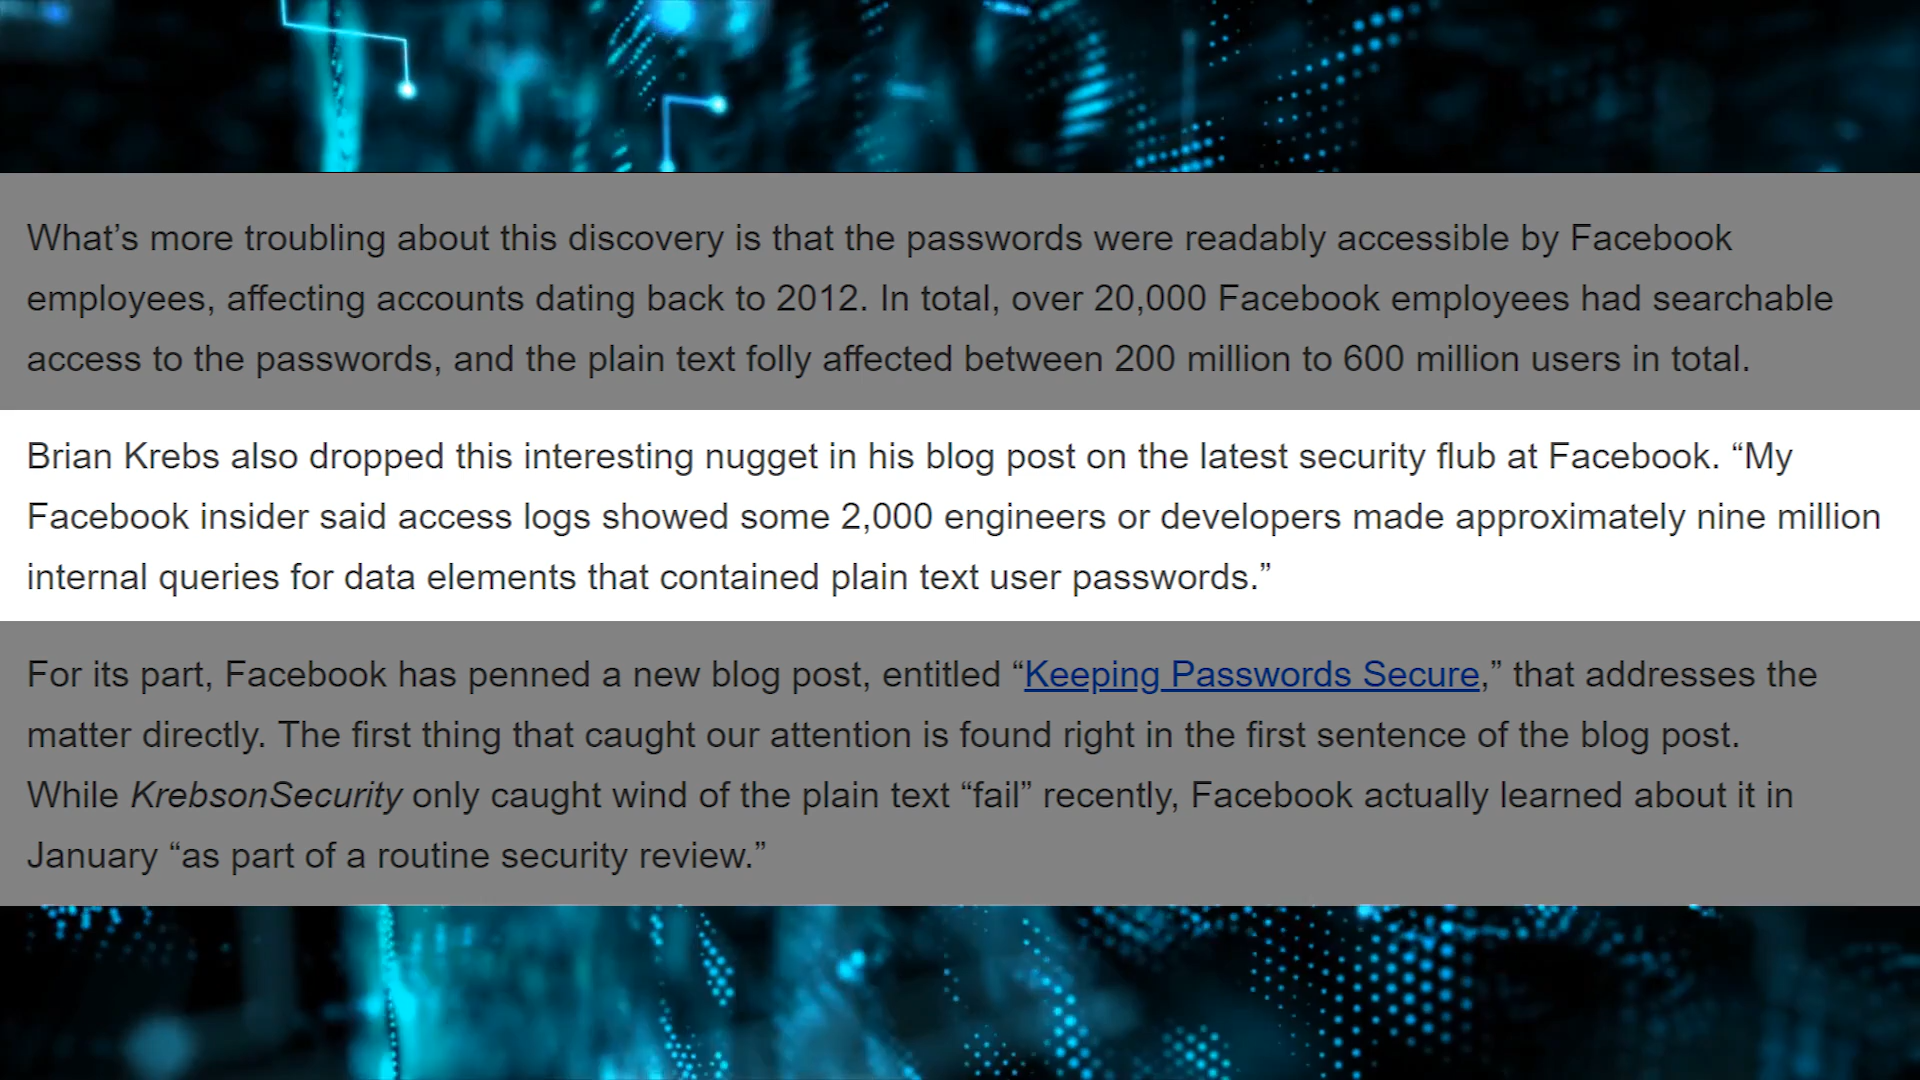 What’s more troubling about this discovery is that the passwords were readably accessible by Facebook
employees, affecting accounts dating back to 2012. In total, over 20,000 Facebook employees had searchable
access to the passwords, and the plain text folly affected between 200 million to 600 million users in total.
Brian Krebs also dropped this interesting nugget in his blog post on the latest security flub at Facebook. “My
Facebook insider said access logs showed some 2,000 engineers or developers made approximately nine million
internal queries for data elements that contained plain text user passwords.”
For its part, Facebook has penned a new blog post, entitled “Keeping Passwords Secure,” that addresses the
matter directly. The first thing that caught our attention is found right in the first sentence of the blog post.
While KrebsonSecurity only caught wind of the plain text “fail” recently, Facebook actually learned about it in
January “as part of a routine security review.”